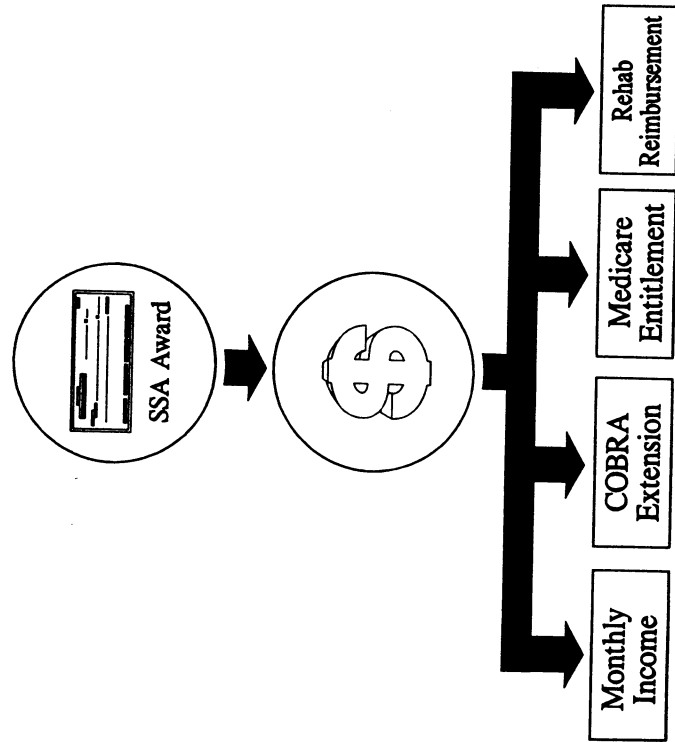 SSA Award
Monthly
Income
COBRA
Extension
Medicare
Entitlement
Rehab
Reimbursement